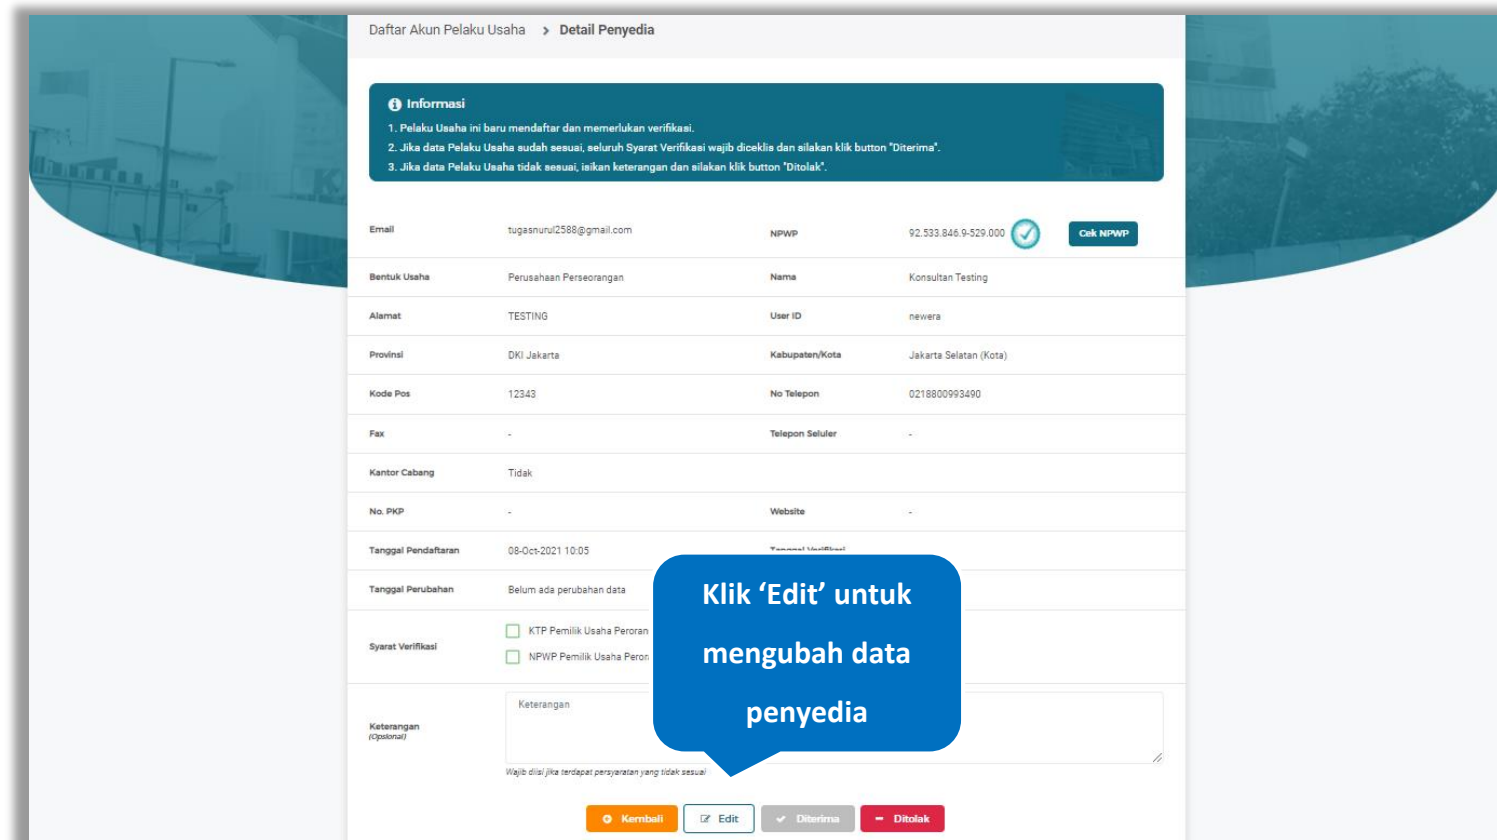 Daftar Akun Pelaku Usaha > Detail Penyedia
Informasi
1. Pelaku Usaha ini baru mendaftar dan memerlukan verifikasi.
2. Jika data Pelaku Usaha sudah sesuai, seluruh Syarat Verifikasi wajib diceklis dan silakan klik button "Diterima".
3. Jika data Pelaku Usaha tidak sesuai, isikan keterangan dan silakan klik button "Ditolak".
Email tugasnurul2588@gmail.com NPWP 92.533.846.9-529.000 Cek NPWP
Bentuk Usaha Perusahaan Perseorangan Nama Konsultan Testing
Alamat TESTING User ID newera
Provinsi DKI Jakarta Kabupaten/Kota Jakarta Selatan (Kota)
Kode Pos 12343 No Telepon 0218800993490
Fax - Telepon Seluler -
Kantor Cabang Tidak
No. PKP - Website -
Tanggal Pendaftaran 08-Oct-2021 10:05 Tanggal Verifikasi
Tanggal Perubahan Belum ada perubahan data
Syarat Verifikasi
KTP Pemilik Usaha Peroran
NPWP Pemilik Usaha Peror
Klik ‘Edit’ untuk
mengubah data
penyedia
Keterangan
(Opsional)
Keterangan
Wajib diisi jika terdapat persyaratan yang tidak sesuai
Kembali Edit Diterima Ditolak